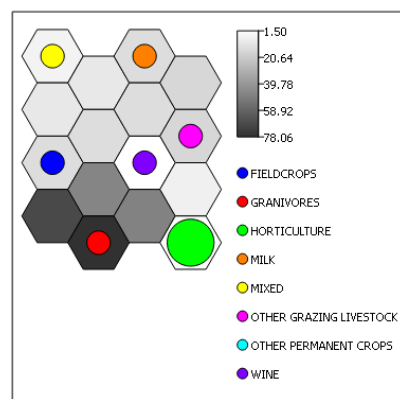 1.50
20.64
39.78
58.92
78.06
FIELDCROPS
GRANIVORES
HORTICULTURE
MILK
MIXED
OTHER GRAZING LIVESTOCK
OTHER PERMANENT CROPS
WINE